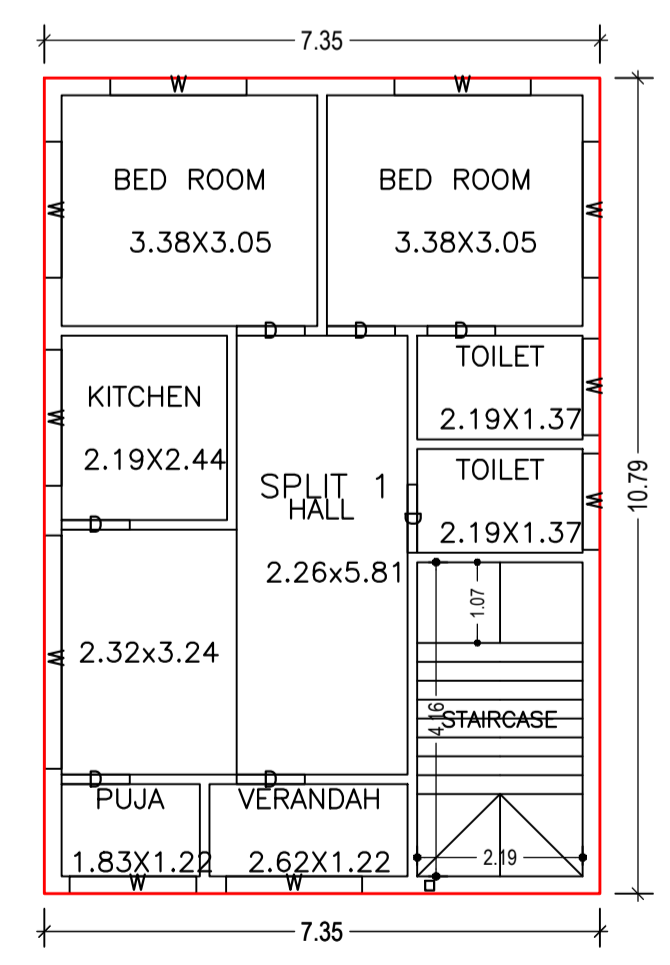 7.35
W
W
BED ROOM
3.38X3.05
BED ROOM
3.38X3.05
W
W
D
D
D
KITCHEN
2.19X2.44
W
TOILET
2.19X1.37
W
TOILET
2.19X1.37
W
SPLIT 1
HALL
2.26x5.81
D
D
10.79
1.07
2.32x3.24
W
4.16
STAIRCASE
D
D
PUJA
1.83X1.22
VERANDAH
2.62X1.22
2.19
W
W
D
7.35